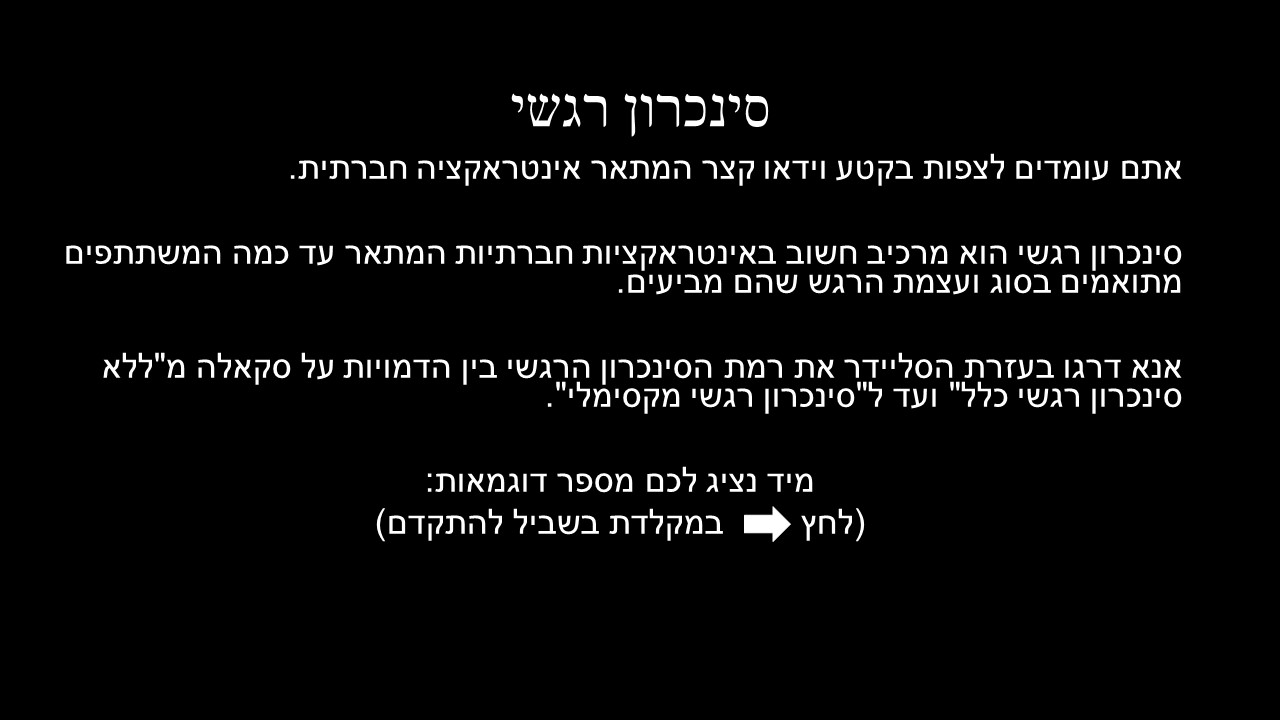 סינכרון רגשי
אתם עומדים לצפות בקטע וידאו קצר המתאר אינטראקציה חברתית.
סינכרון רגשי הוא מרכיב חשוב באינטראקציות חברתיות המתאר עד כמה המשתתפים
מתואמים בסוג ועצמת הרגש שהם מביעים.
אנא דרגו בעזרת הסליידר את רמת הסינכרון הרגשי בין הדמויות על סקאלה מ"ללא
סינכרון רגשי כלל" ועד ל"סינכרון רגשי מקסימלי".
מיד נציג לכם מספר דוגמאות:
(לחץ ➡ במקלדת בשביל להתקדם)